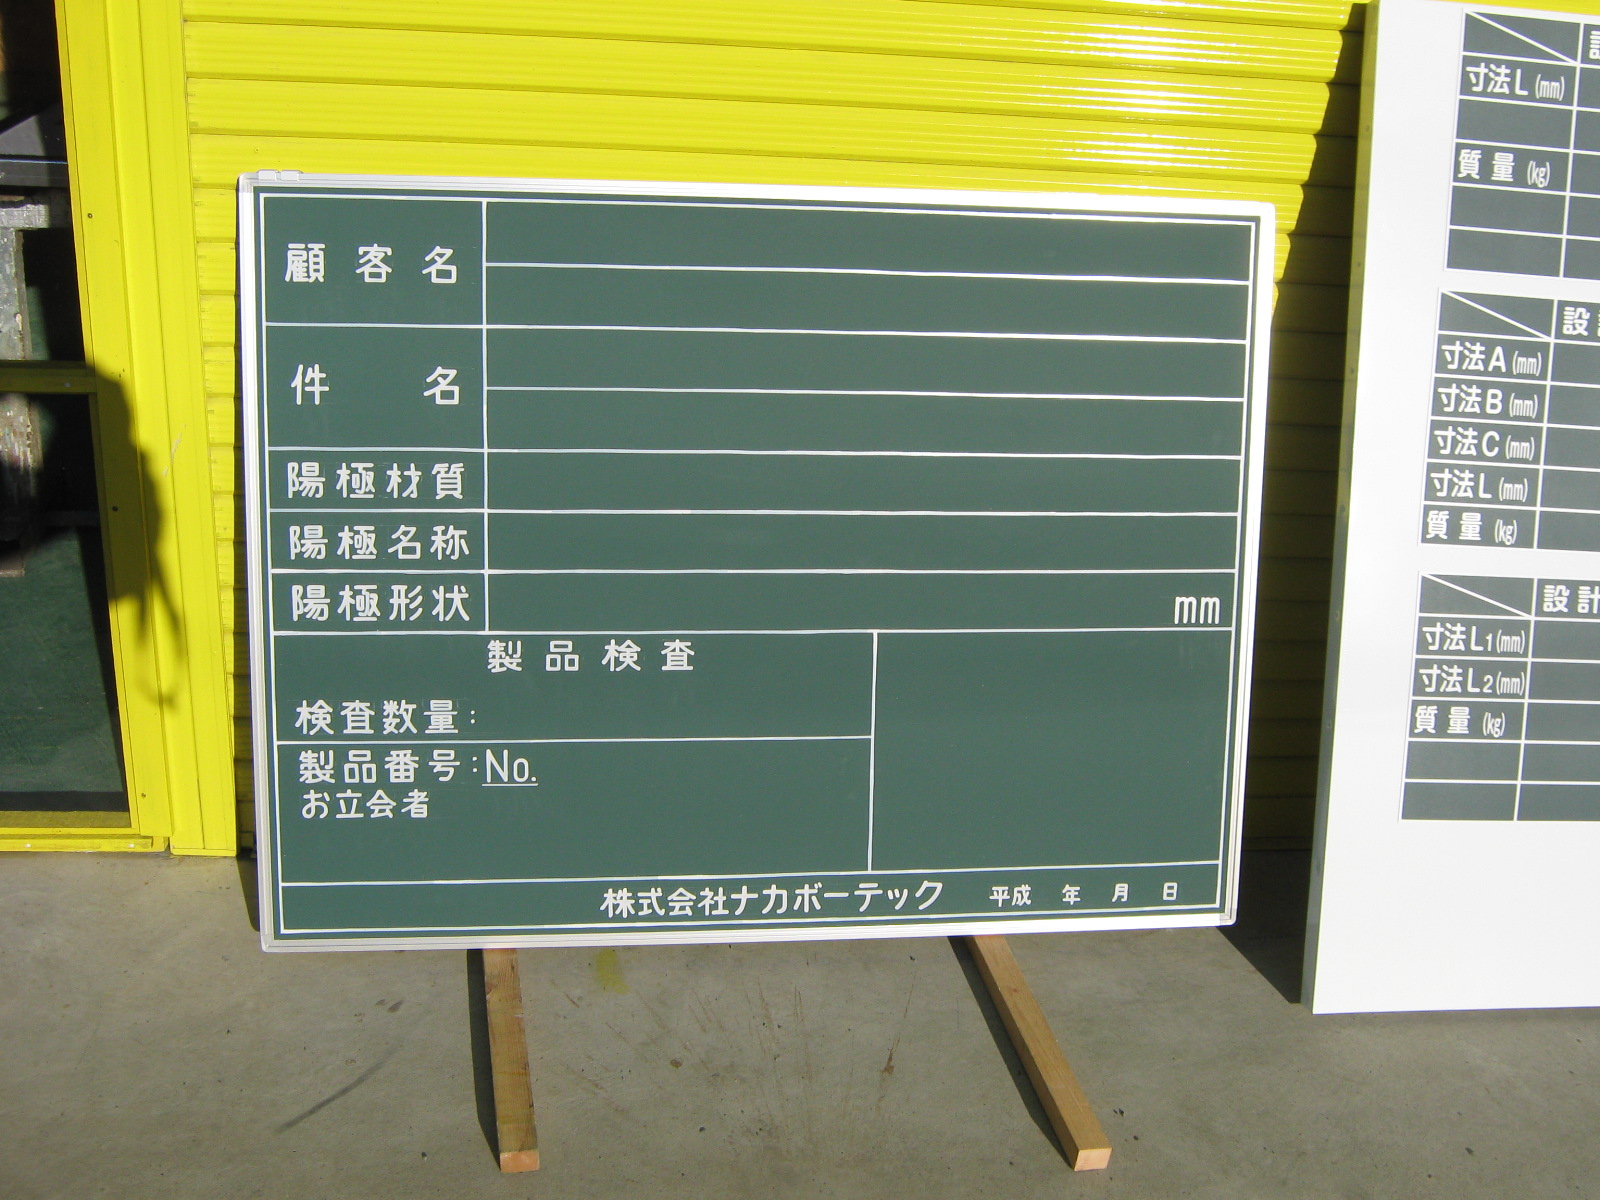 顧客名
件名
陽極材質
陽極名称
陽極形状 mm
製品検査
検査数量:
製品番号:No.
お立会者
株式会社ナカボーテック 平成 年 月 日
寸法L(mm)
質量(kg)
設
寸法A(mm)
寸法B(mm)
寸法C(mm)
寸法L(mm)
質量(kg)
設計
寸法L1(mm)
寸法L2(mm)
質量(kg)